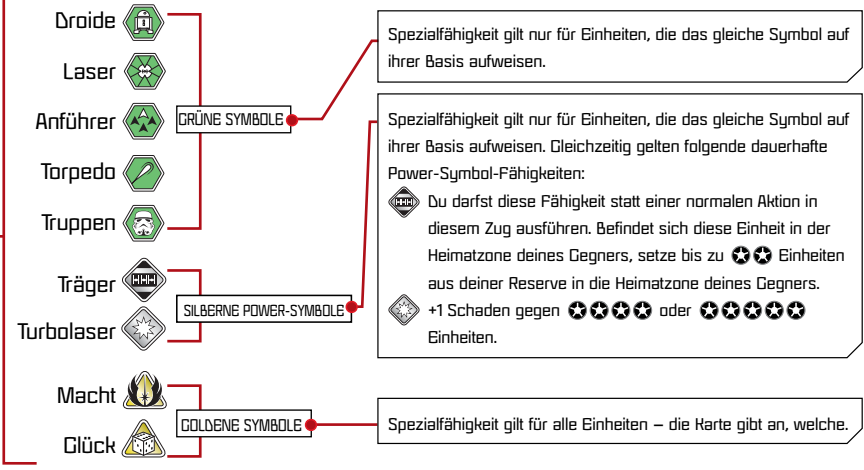 Droide
Laser
Anführer
Torpedo
Truppen
GRÜNE SYMBOLE
Spezialfähigkeit gilt nur für Einheiten, die das gleiche Symbol auf
ihrer Basis aufweisen.
Träger
Turbolaser
SILBERNE POWER-SYMBOLE
Spezialfähigkeit gilt nur für Einheiten, die das gleiche Symbol auf
ihrer Basis aufweisen. Gleichzeitig gelten folgende dauerhafte
Power-Symbol-Fähigkeiten:
Du darfst diese Fähigkeit statt einer normalen Aktion in
diesem Zug ausführen. Befindet sich diese Einheit in der
Heimatzone deines Gegners, setze bis zu Einheiten
aus deiner Reserve in die Heimatzone deines Gegners.
+1 Schaden gegen oder
Einheiten.
Macht
Glück
GOLDENE SYMBOLE
Spezialfähigkeit gilt für alle Einheiten – die Karte gibt an, welche.